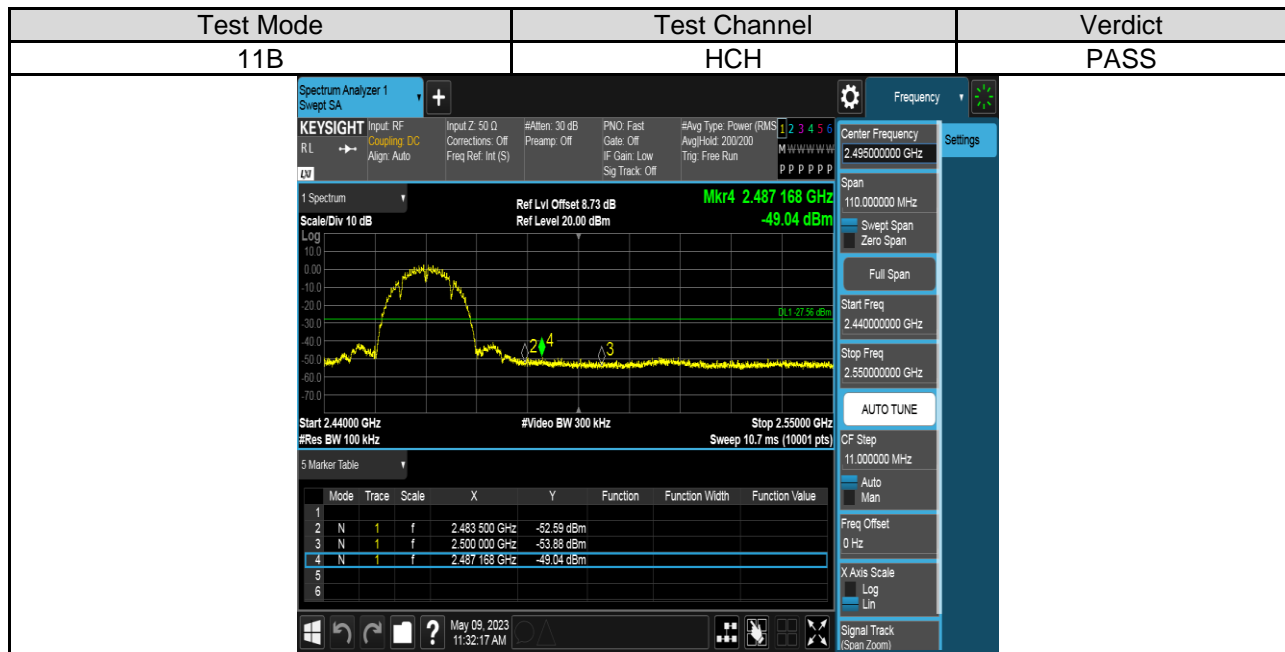 Test Mode Test Channel Verdict
11B HCH PASS
Spectrum Analyzer 1
Swept SA
Frequency
KEYSIGHT
RL
LXI
Input: RF
Coupling: DC
Align: Auto
Input Z: 50 Ω
Corrections: Off
Freq Ref: Int (S)
#Atten: 30 dB
Preamp: Off
PNO: Fast
Gate: Off
IF Gain: Low
Sig Track: Off
#Avg Type: Power (RMS
Avg|Hold: 200/200
Trig: Free Run
1 2 3 4 5 6
M W W W W W
P P P P P P
1 Spectrum
Scale/Div 10 dB
Ref Lvl Offset 8.73 dB
Ref Level 20.00 dBm
Mkr4 2.487 168 GHz
-49.04 dBm
Log
10.0
0.00
-10.0
-20.0
-30.0
-40.0
-50.0
-60.0
-70.0
DL1 -27.56 dBm
2 4 3
Start 2.44000 GHz #Video BW 300 kHz Stop 2.55000 GHz
#Res BW 100 kHz Sweep 10.7 ms (10001 pts)
5 Marker Table
Mode Trace Scale X Y Function Function Width Function Value
1
2 N 1 f 2.483 500 GHz -52.59 dBm
3 N 1 f 2.500 000 GHz -53.88 dBm
4 N 1 f 2.487 168 GHz -49.04 dBm
5
6
?
May 09, 2023
11:32:17 AM
Center Frequency
2.495000000 GHz
Settings
Span
110.000000 MHz
Swept Span
Zero Span
Full Span
Start Freq
2.440000000 GHz
Stop Freq
2.550000000 GHz
AUTO TUNE
CF Step
11.000000 MHz
Auto
Man
Freq Offset
0 Hz
X Axis Scale
Log
Lin
Signal Track
(Span Zoom)